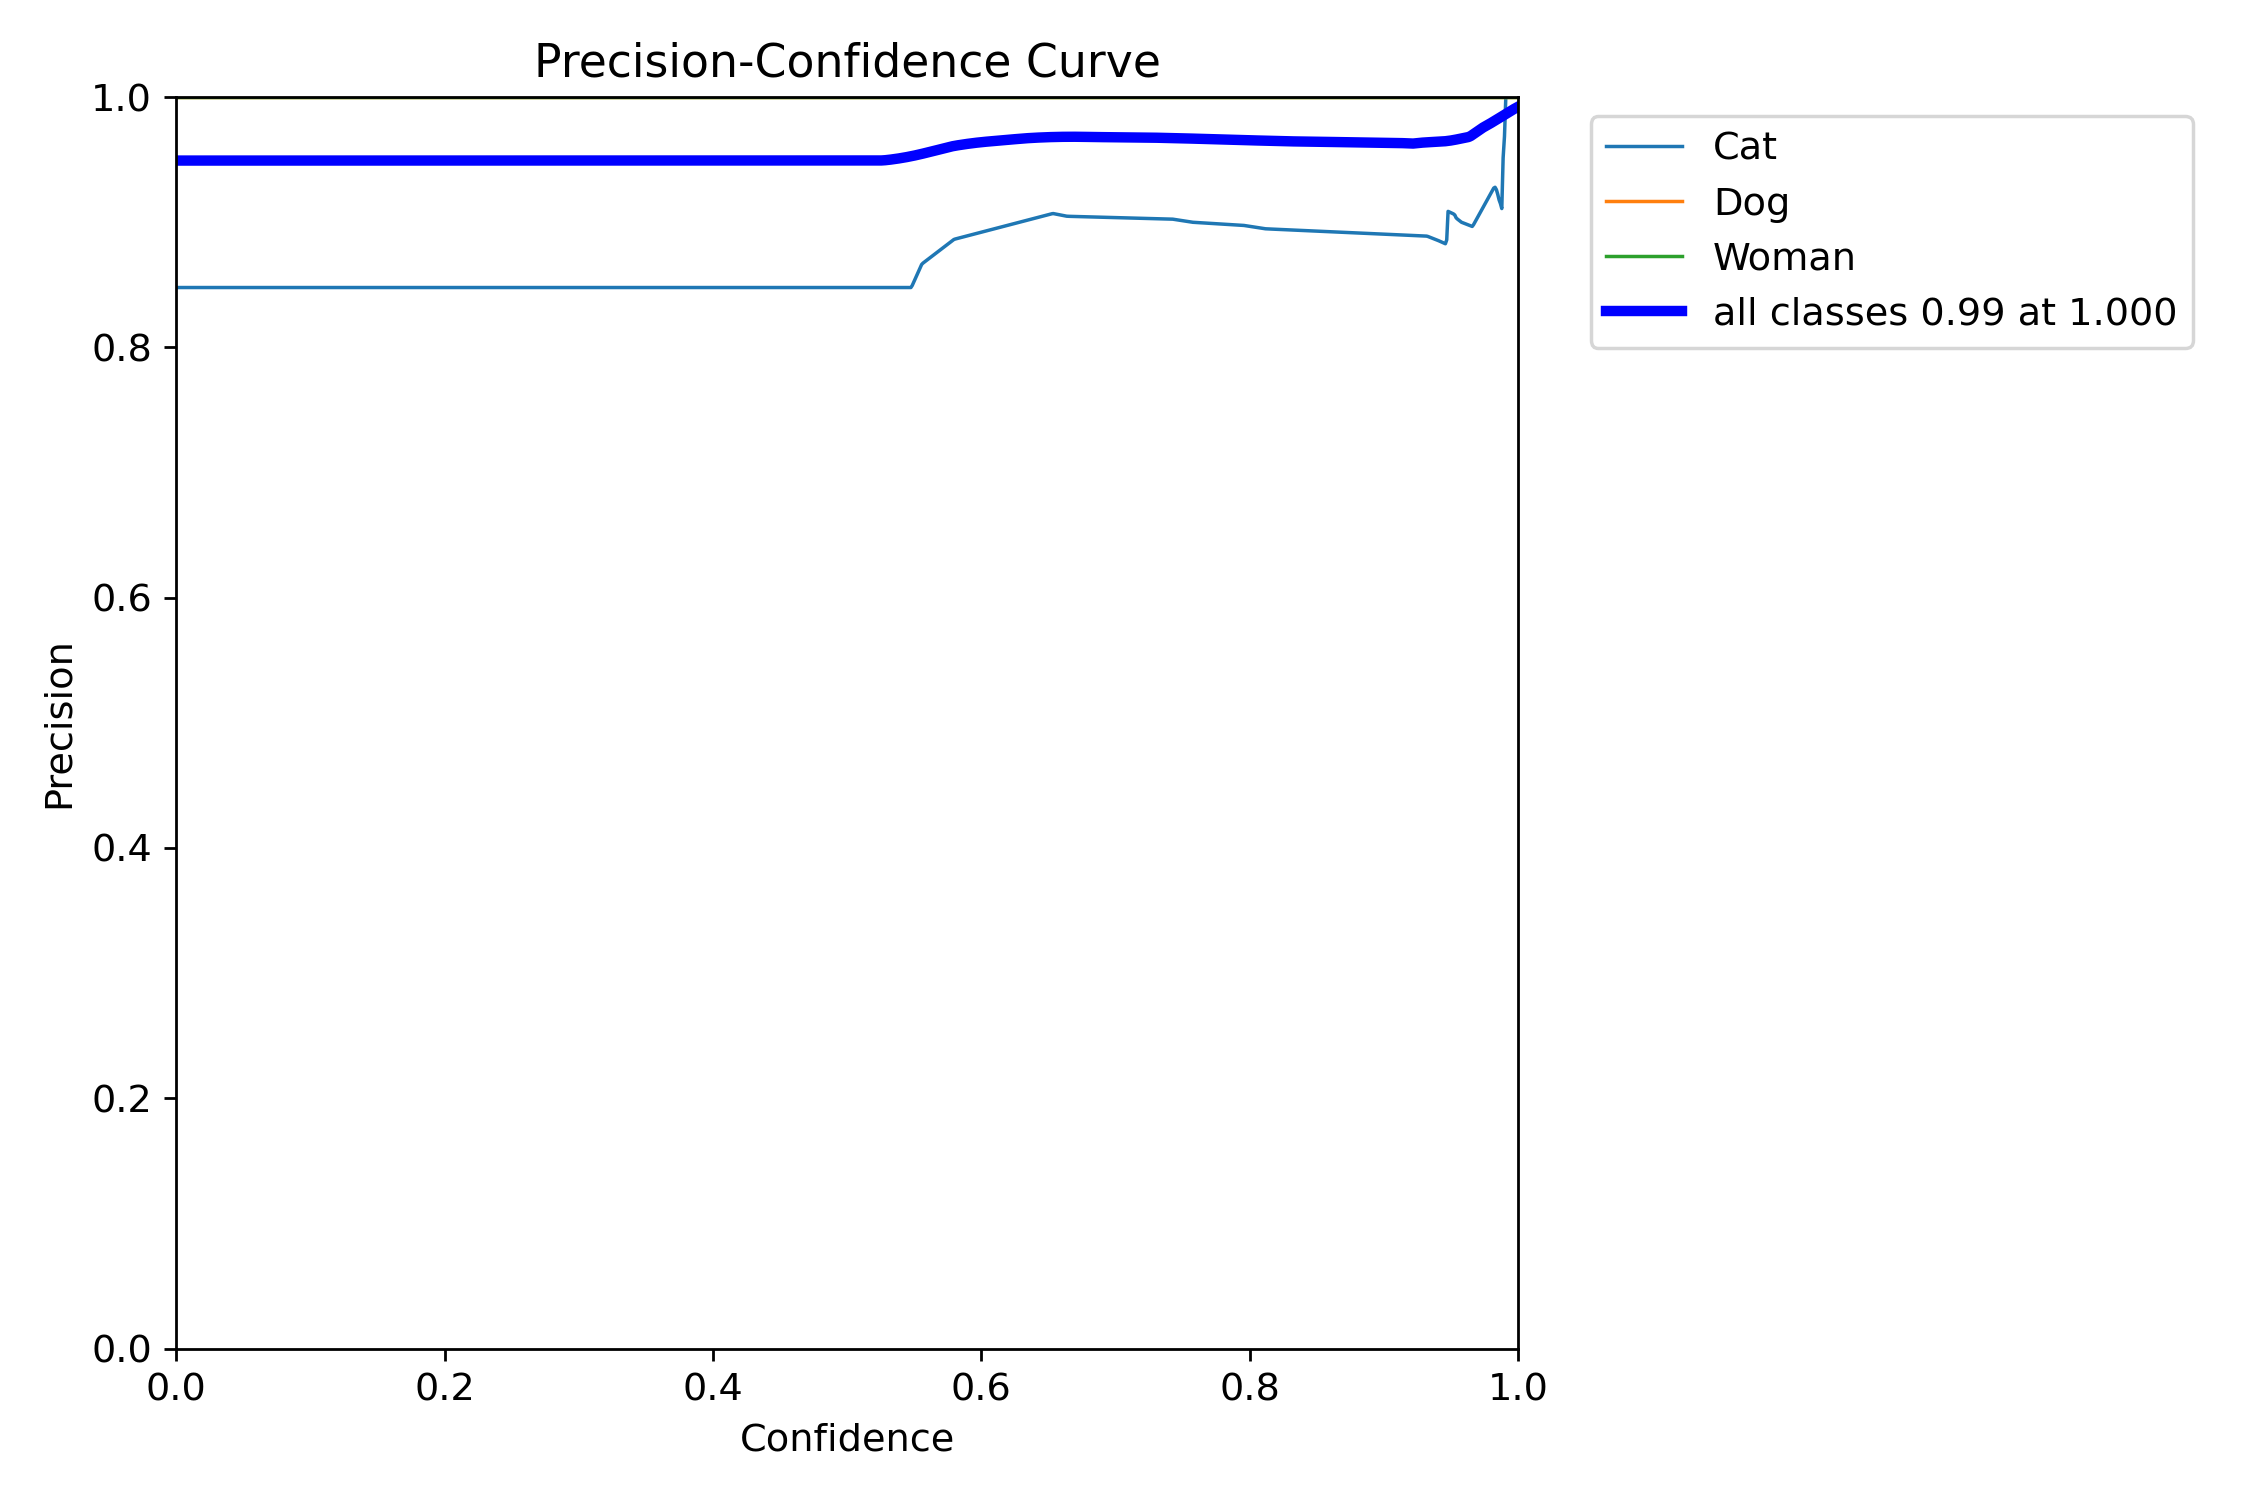 Precision-Confidence Curve
1.0
0.8
0.6
0.4
0.2
0.0
Precision
0.0 0.2 0.4 0.6 0.8 1.0
Confidence
Cat
Dog
Woman
all classes 0.99 at 1.000